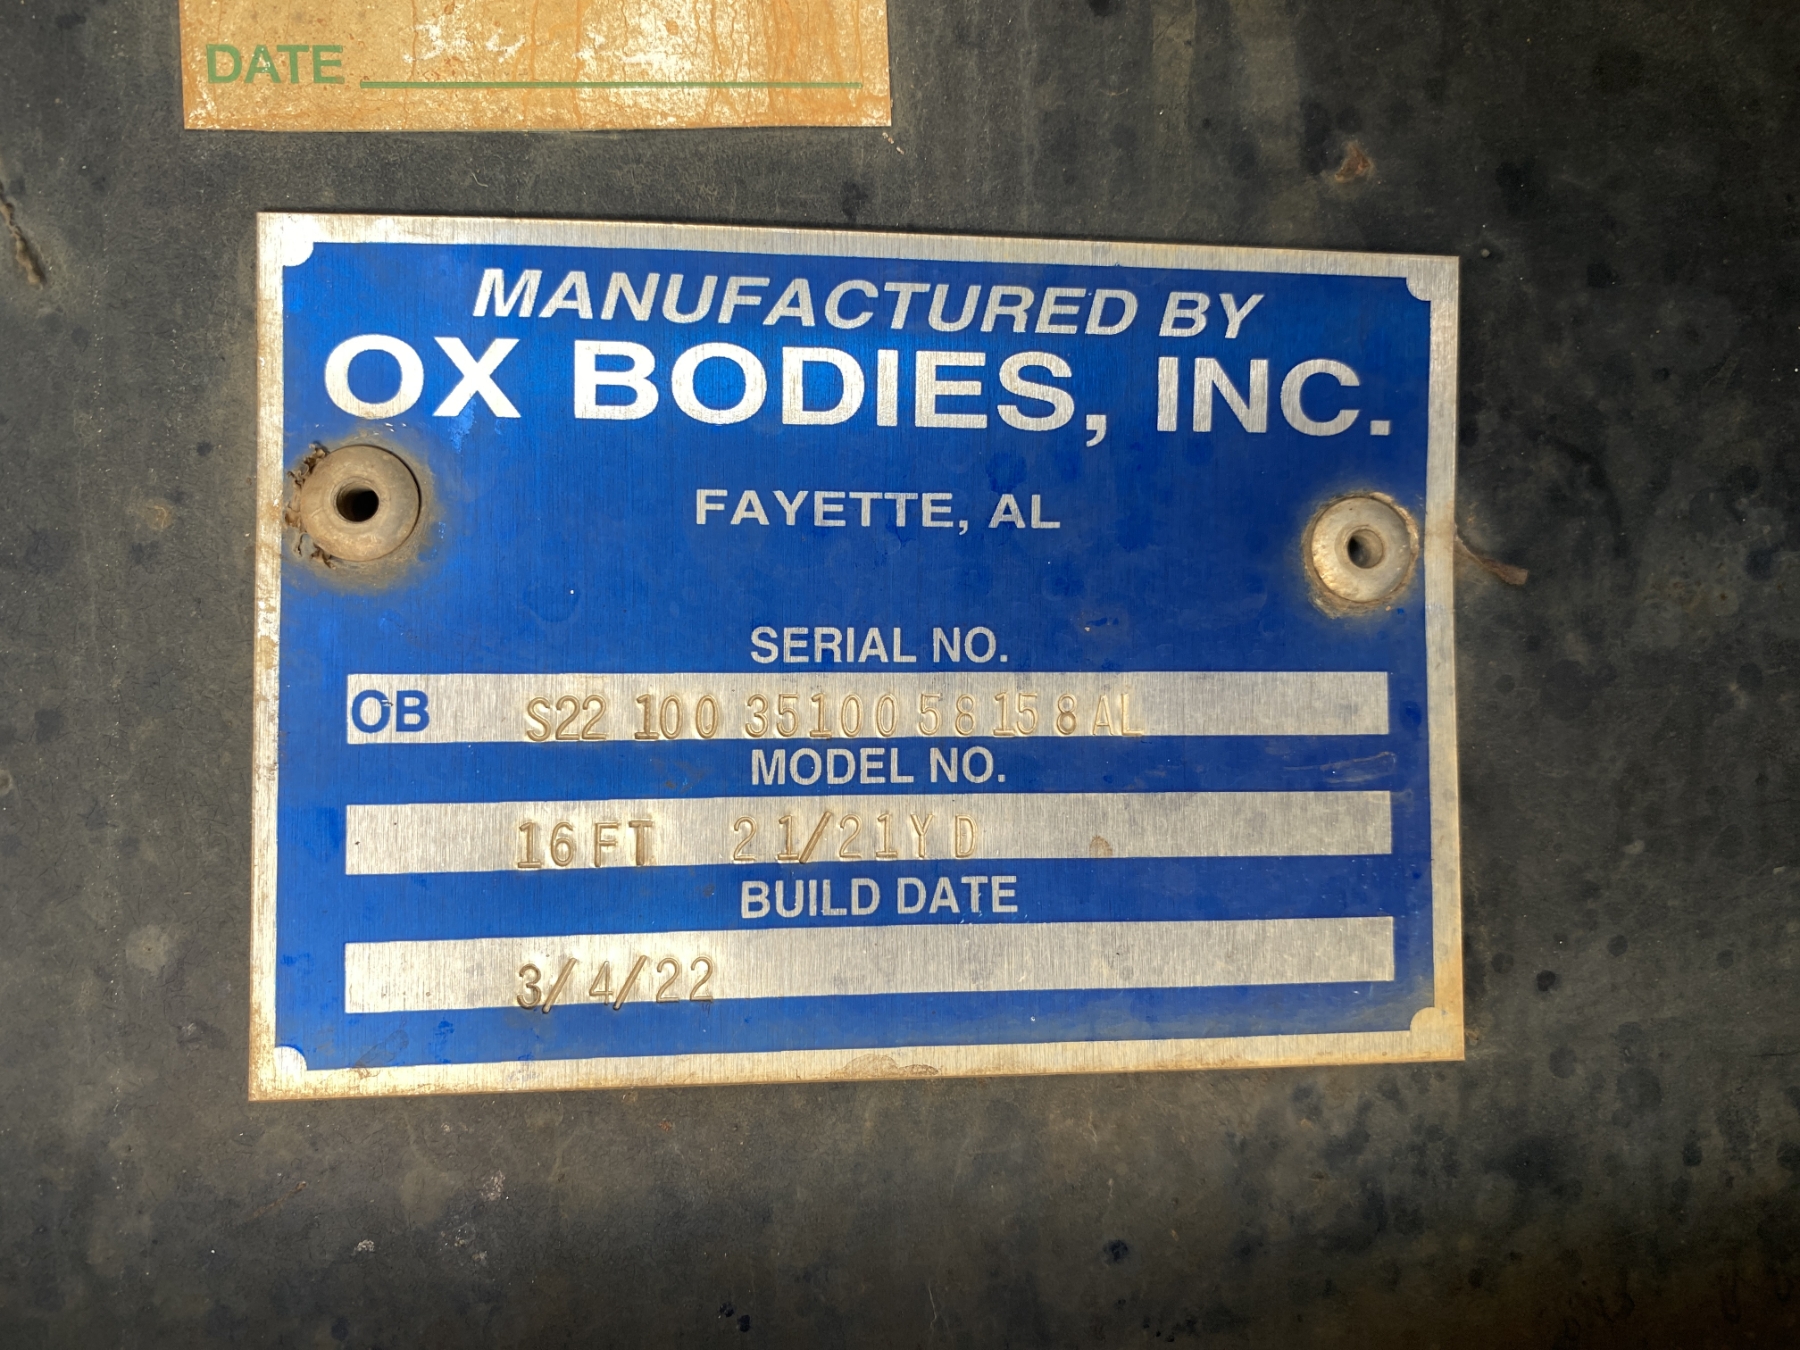 DATE
MANUFACTURED BY
OX BODIES, INC.
FAYETTE, AL
SERIAL NO.
OB S22 100 35100 58158AL
MODEL NO.
16FT 21/21YD
BUILD DATE
3/4/22